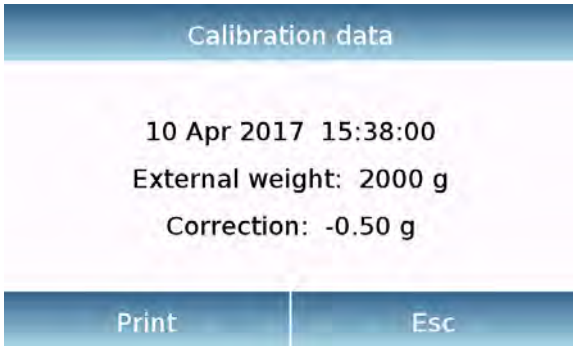 Calibration data
10 Apr 2017 15:38:00
External weight: 2000 g
Correction: -0.50 g
Print Esc